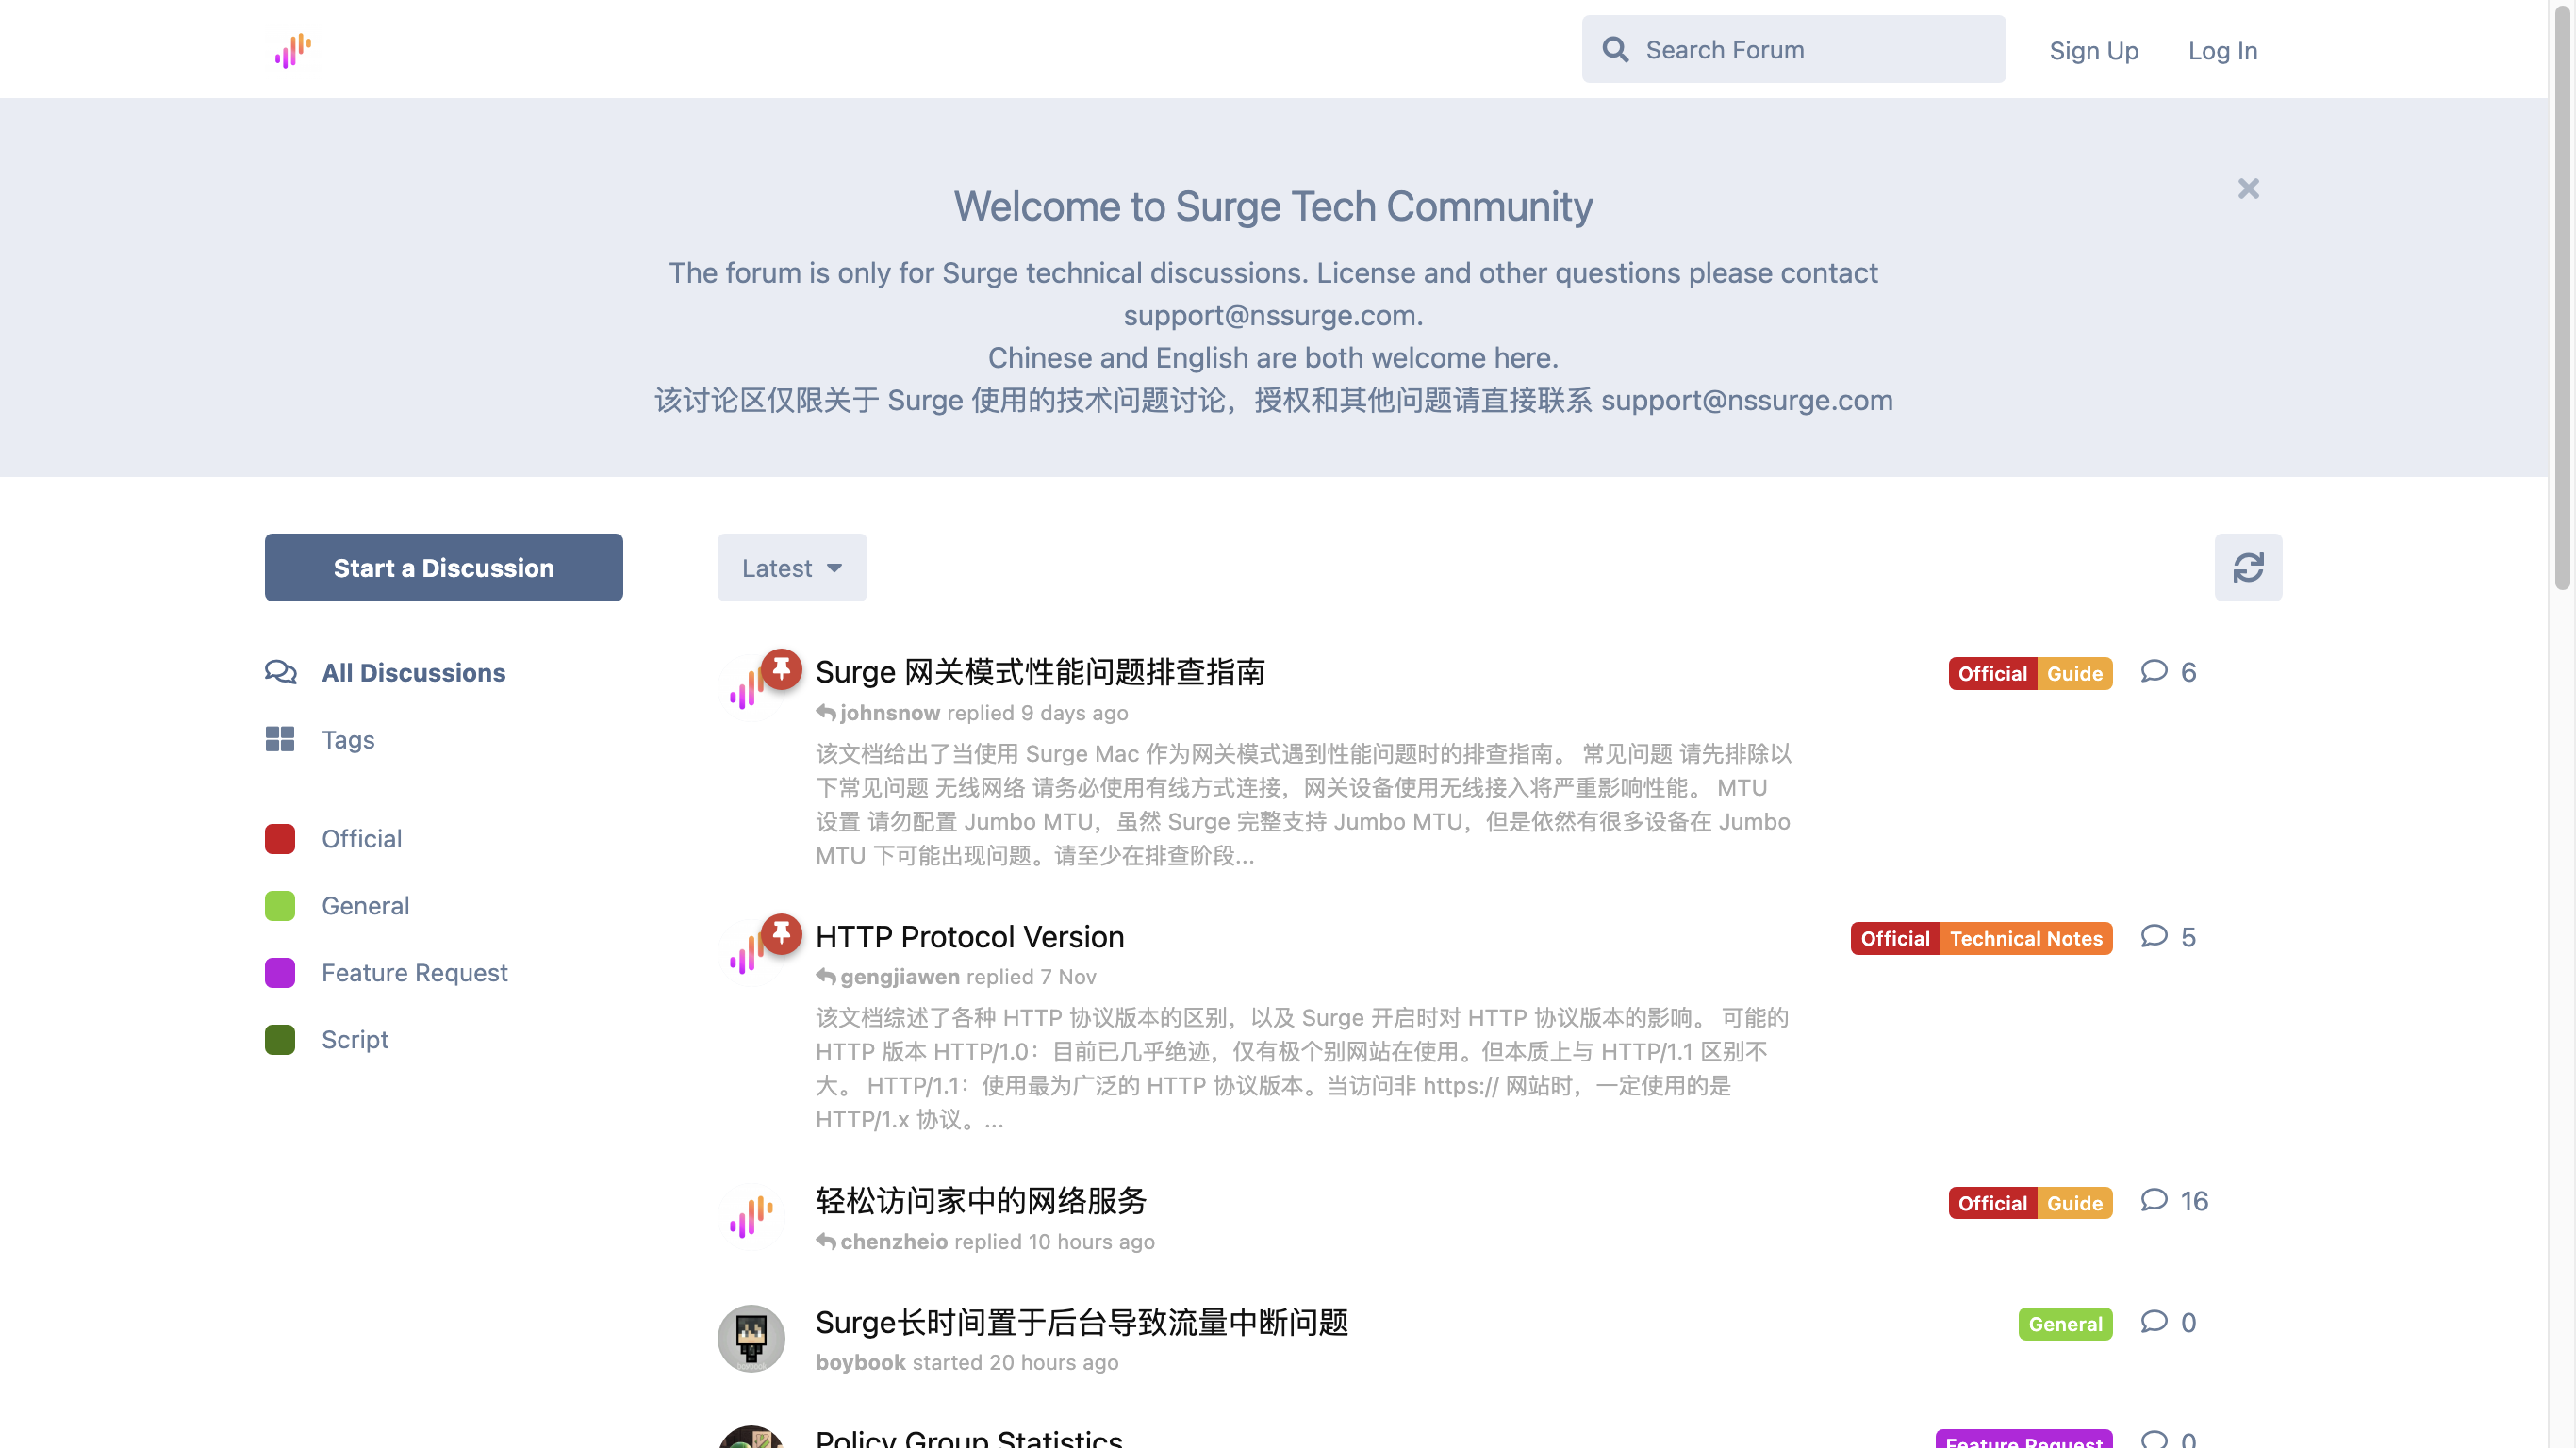 Search Forum
Sign Up
Log In
Welcome to Surge Tech Community
The forum is only for Surge technical discussions. License and other questions please contact
support@nssurge.com.
Chinese and English are both welcome here.
该讨论区仅限关于 Surge 使用的技术问题讨论，授权和其他问题请直接联系 support@nssurge.com
Start a Discussion
Latest
All Discussions
Tags
Official
General
Feature Request
Script
Surge 网关模式性能问题排查指南
Official Guide
6
johnsnow replied 9 days ago
该文档给出了当使用 Surge Mac 作为网关模式遇到性能问题时的排查指南。 常见问题 请先排除以
下常见问题 无线网络 请务必使用有线方式连接，网关设备使用无线接入将严重影响性能。 MTU
设置 请勿配置 Jumbo MTU，虽然 Surge 完整支持 Jumbo MTU，但是依然有很多设备在 Jumbo
MTU 下可能出现问题。请至少在排查阶段...
HTTP Protocol Version
Official Technical Notes
5
gengjiawen replied 7 Nov
该文档综述了各种 HTTP 协议版本的区别，以及 Surge 开启时对 HTTP 协议版本的影响。 可能的
HTTP 版本 HTTP/1.0：目前已几乎绝迹，仅有极个别网站在使用。但本质上与 HTTP/1.1 区别不
大。 HTTP/1.1：使用最为广泛的 HTTP 协议版本。当访问非 https:// 网站时，一定使用的是
HTTP/1.x 协议。...
轻松访问家中的网络服务
Official Guide
16
chenzheio replied 10 hours ago
Surge长时间置于后台导致流量中断问题
General
0
boybook started 20 hours ago
Policy Group Statistics
Feature Request
0